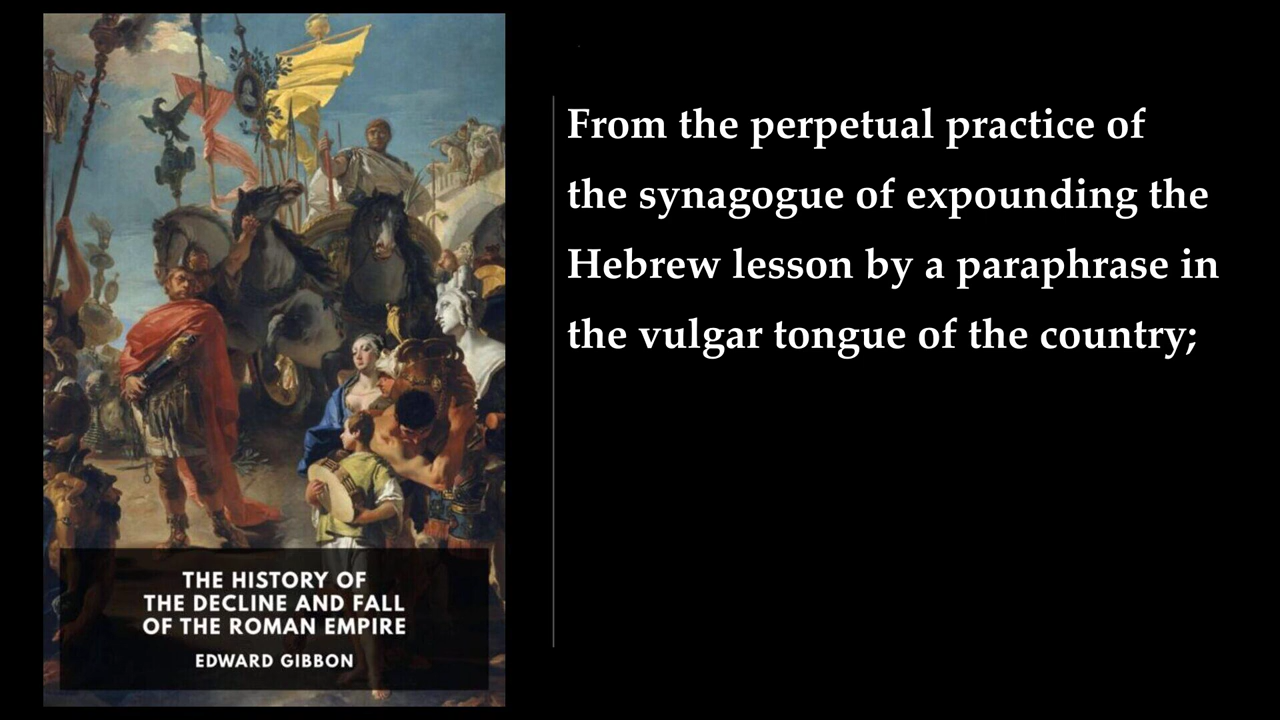 From the perpetual practice of
the synagogue of expounding the
Hebrew lesson by a paraphrase in
the vulgar tongue of the country;
THE HISTORY OF
THE DECLINE AND FALL
OF THE ROMAN EMPIRE
EDWARD GIBBON